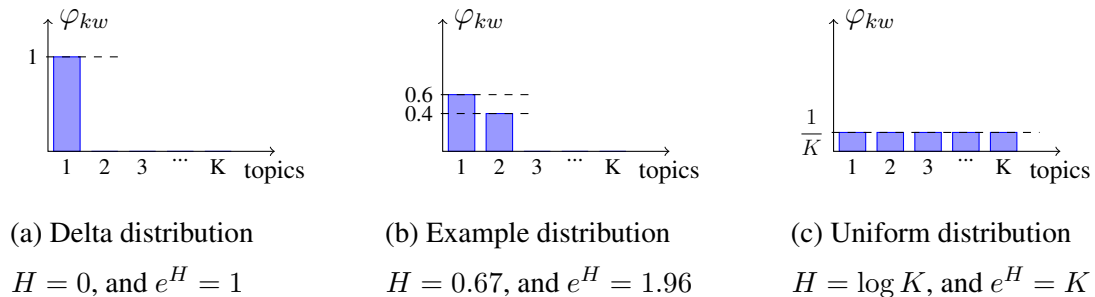 φkw
1
1 2 3 ... K topics
(a) Delta distribution
H = 0, and e^H = 1
φkw
0.6
0.4
1 2 3 ... K topics
(b) Example distribution
H = 0.67, and e^H = 1.96
φkw
1/K
1 2 3 ... K topics
(c) Uniform distribution
H = log K, and e^H = K